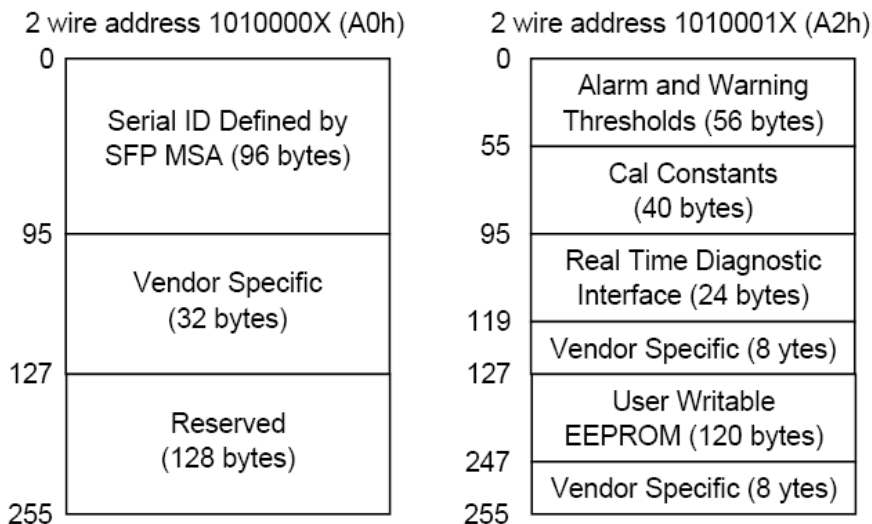 2 wire address 1010000X (A0h)
0
Serial ID Defined by
SFP MSA (96 bytes)
95
Vendor Specific
(32 bytes)
127
Reserved
(128 bytes)
255
2 wire address 1010001X (A2h)
0
Alarm and Warning
Thresholds (56 bytes)
55
Cal Constants
(40 bytes)
95
Real Time Diagnostic
Interface (24 bytes)
119
Vendor Specific (8 ytes)
127
User Writable
EEPROM (120 bytes)
247
Vendor Specific (8 ytes)
255